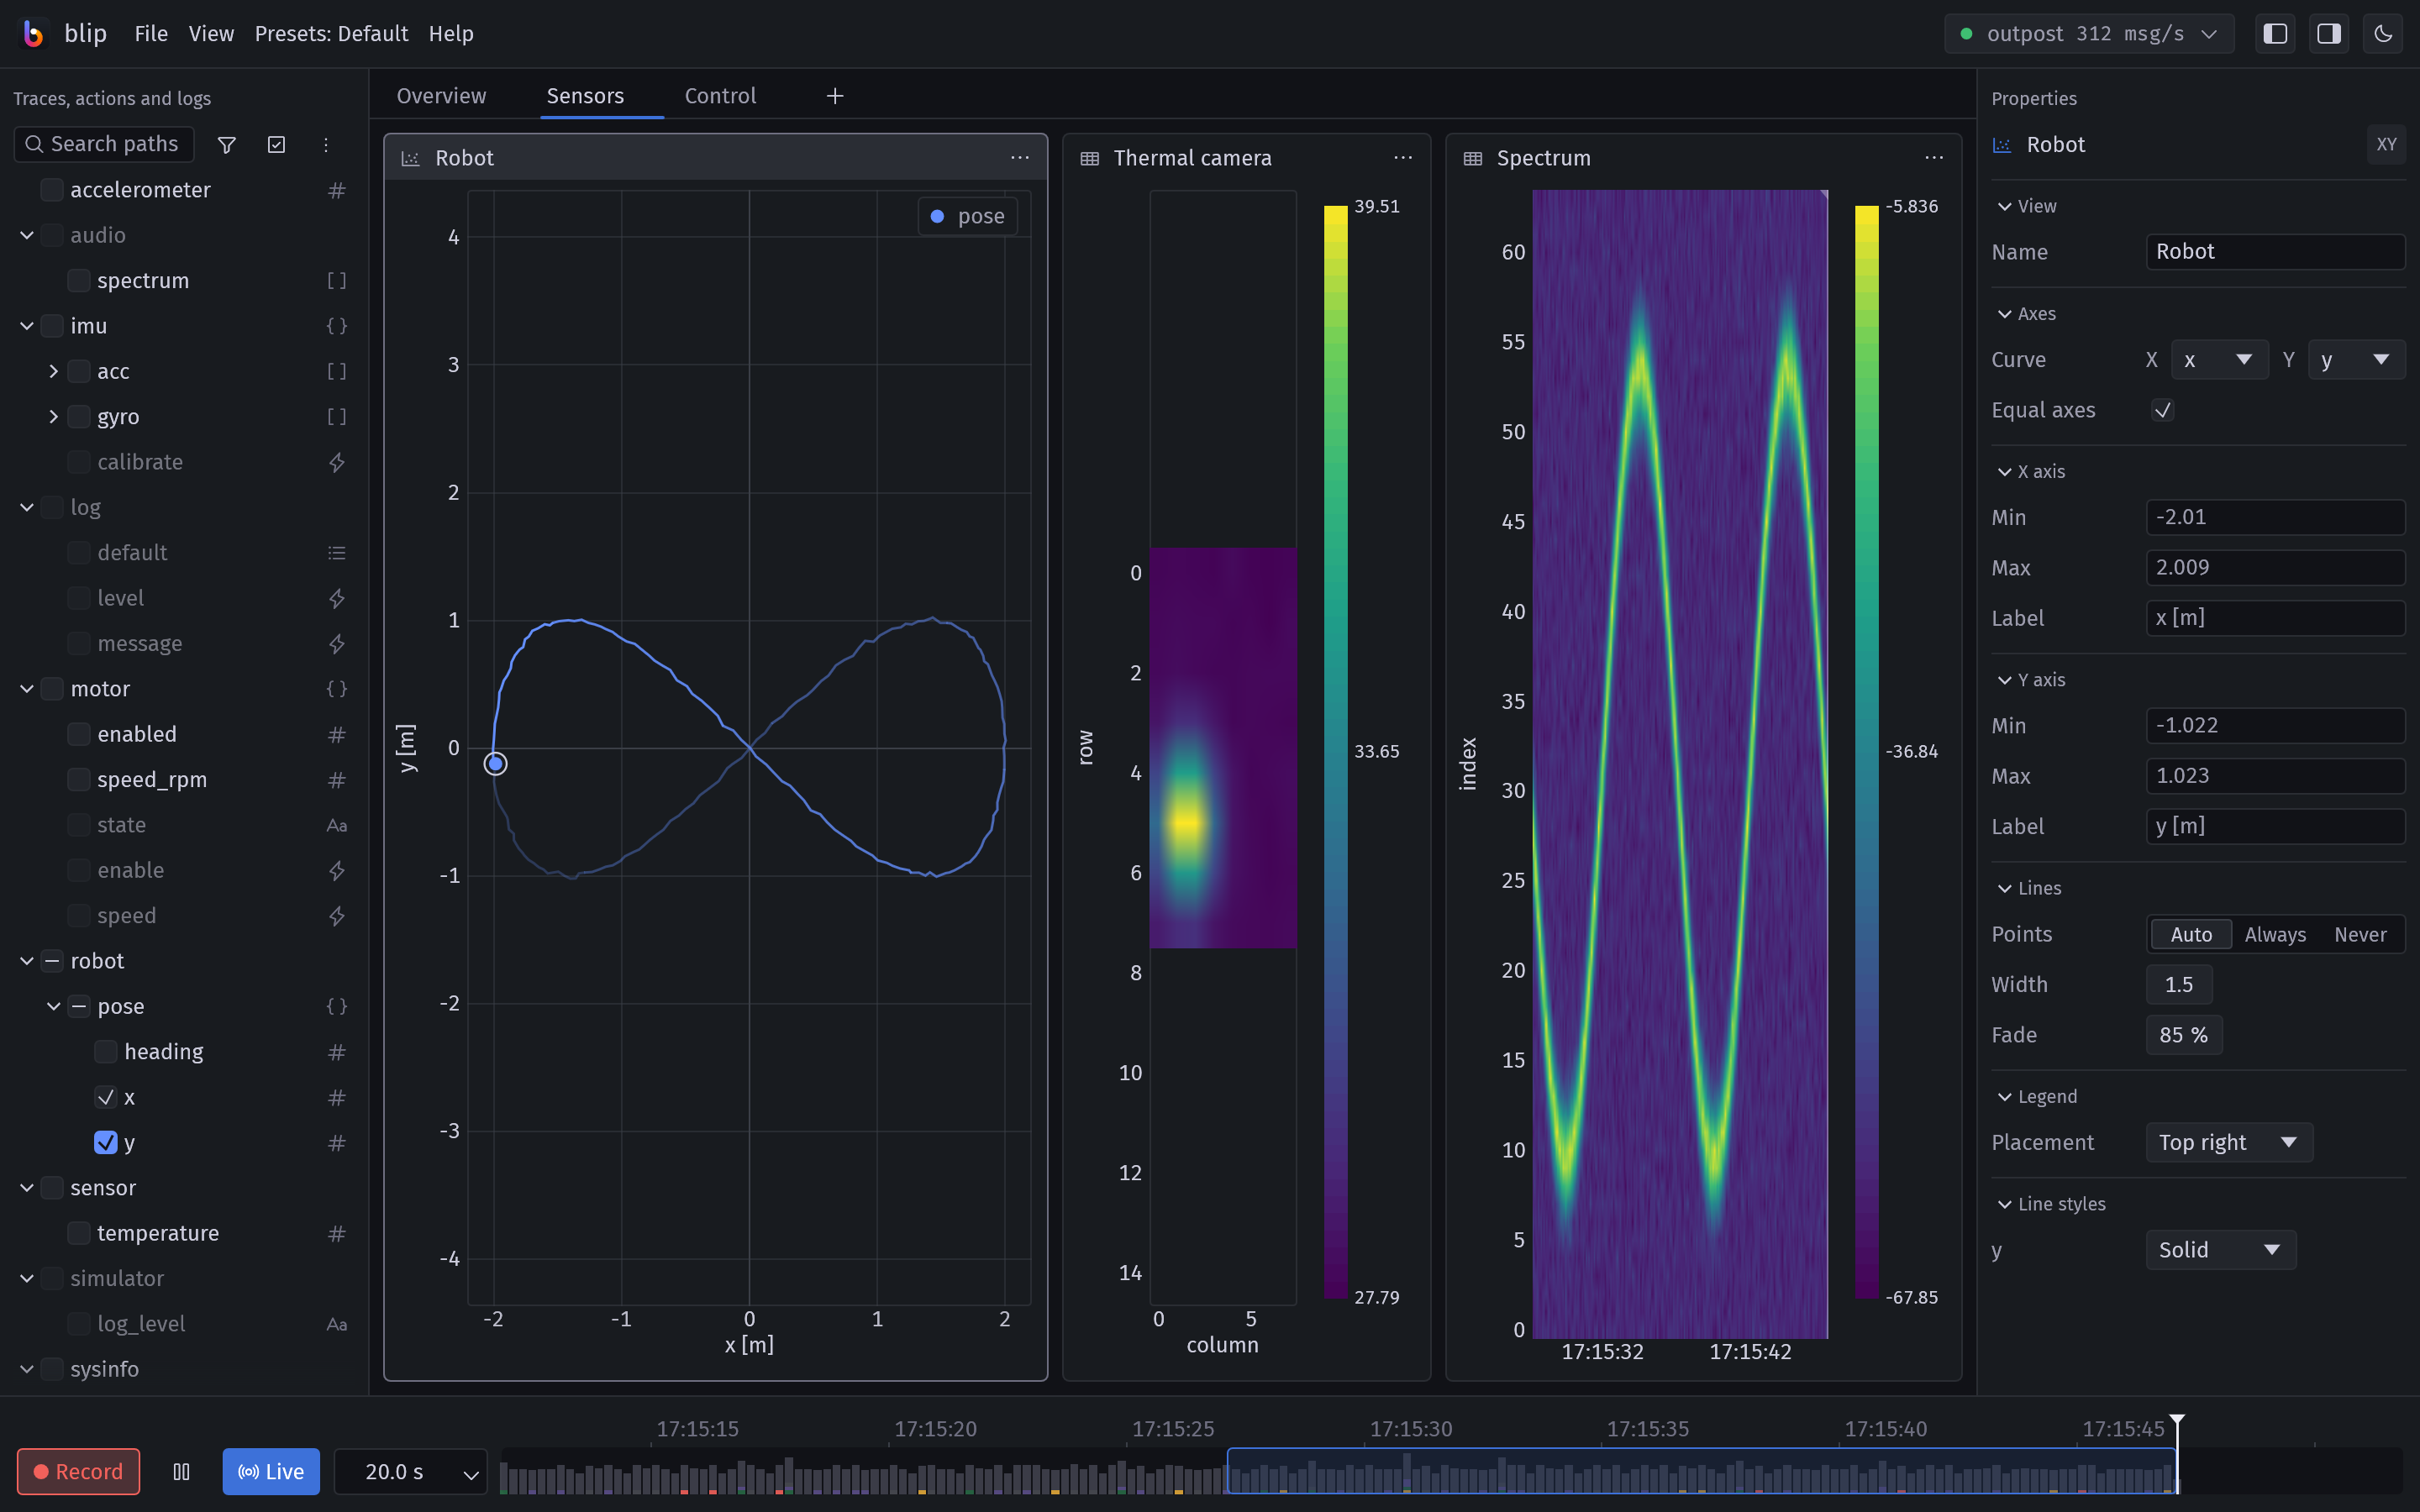 blip File View Presets: Default Help
outpost 312 msg/s
Traces, actions and logs
Search paths
accelerometer #
audio
spectrum []
imu {}
acc []
gyro []
calibrate
log
default
level
message
motor {}
enabled #
speed_rpm #
state Aa
enable
speed
robot
pose {}
heading #
x #
y #
sensor
temperature #
simulator
log_level Aa
sysinfo
Overview Sensors Control +
Robot ...
pose
4
3
2
1
0
-1
-2
-3
-4
y [m]
-2 -1 0 1 2
x [m]
Thermal camera ...
0
2
4
6
8
10
12
14
row
0 5
column
39.51
33.65
27.79
Spectrum ...
60
55
50
45
40
35
30
25
20
15
10
5
0
index
17:15:32 17:15:42
-5.836
-36.84
-67.85
Properties
Robot XY
View
Name Robot
Axes
Curve X x Y y
Equal axes
X axis
Min -2.01
Max 2.009
Label x [m]
Y axis
Min -1.022
Max 1.023
Label y [m]
Lines
Points Auto Always Never
Width 1.5
Fade 85 %
Legend
Placement Top right
Line styles
y Solid
17:15:15 17:15:20 17:15:25 17:15:30 17:15:35 17:15:40 17:15:45
Record Live 20.0 s